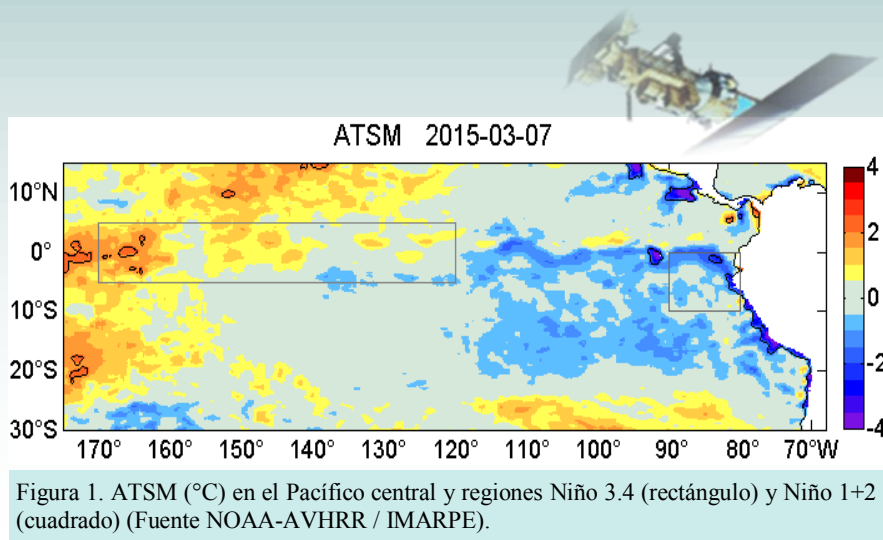 ATSM 2015-03-07
4
10°N
2
0°
0
10°S
20°S
-2
30°S
-4
170° 160° 150° 140° 130° 120° 110° 100° 90° 80° 70°W
Figura 1. ATSM (°C) en el Pacífico central y regiones Niño 3.4 (rectángulo) y Niño 1+2
(cuadrado) (Fuente NOAA-AVHRR / IMARPE).